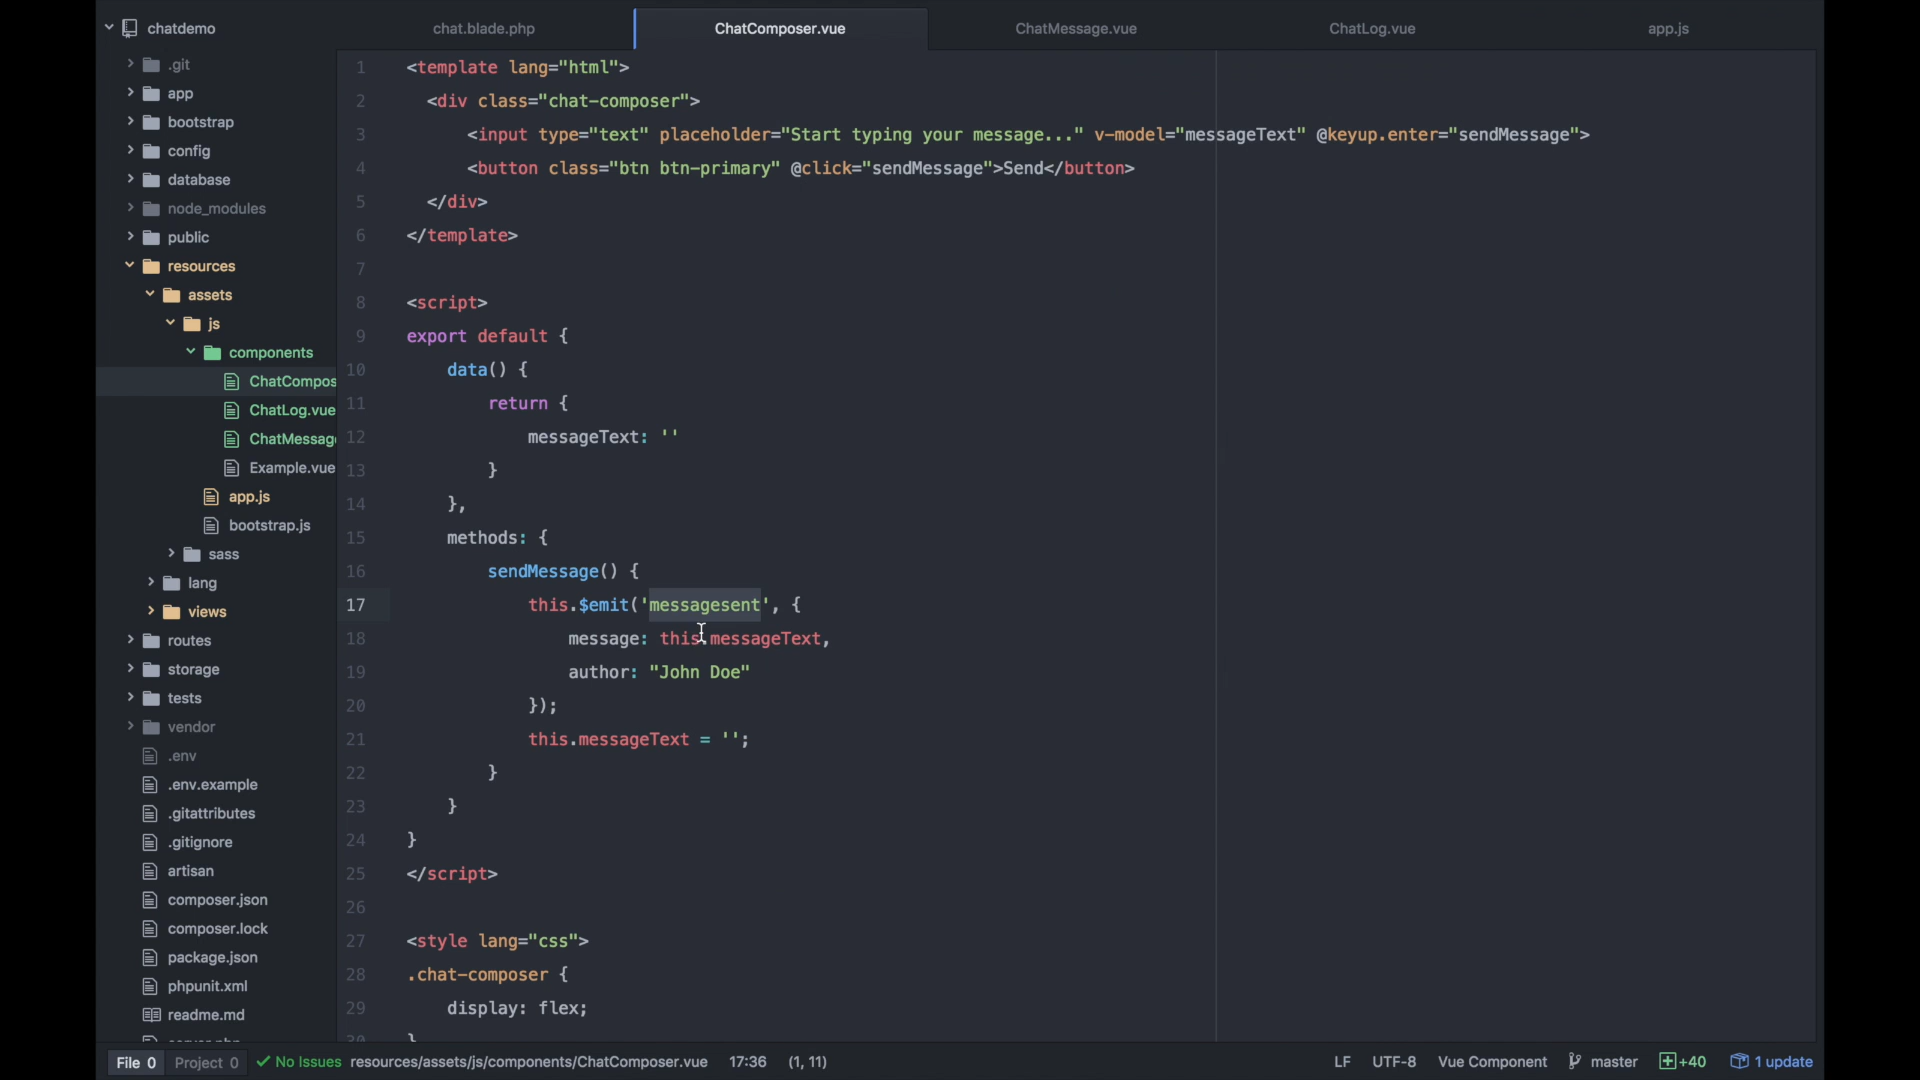 chatdemo
chat.blade.php
ChatComposer.vue
ChatMessage.vue
ChatLog.vue
app.js
.git
app
bootstrap
config
database
node_modules
public
resources
assets
js
components
ChatCompos
ChatLog.vue
ChatMessag
Example.vue
app.js
bootstrap.js
sass
lang
views
routes
storage
tests
vendor
.env
.env.example
.gitattributes
.gitignore
artisan
composer.json
composer.lock
package.json
phpunit.xml
readme.md
1 <template lang="html">
2 <div class="chat-composer">
3 <input type="text" placeholder="Start typing your message..." v-model="messageText" @keyup.enter="sendMessage">
4 <button class="btn btn-primary" @click="sendMessage">Send</button>
5 </div>
6 </template>
7
8 <script>
9 export default {
10 data() {
11 return {
12 messageText: ''
13 }
14 },
15 methods: {
16 sendMessage() {
17 this.$emit('messagesent', {
18 message: this.messageText,
19 author: "John Doe"
20 });
21 this.messageText = '';
22 }
23 }
24 }
25 </script>
26
27 <style lang="css">
28 .chat-composer {
29 display: flex;
30 }
File 0 Project 0 No Issues resources/assets/js/components/ChatComposer.vue 17:36 (1, 11) LF UTF-8 Vue Component master +40 1 update